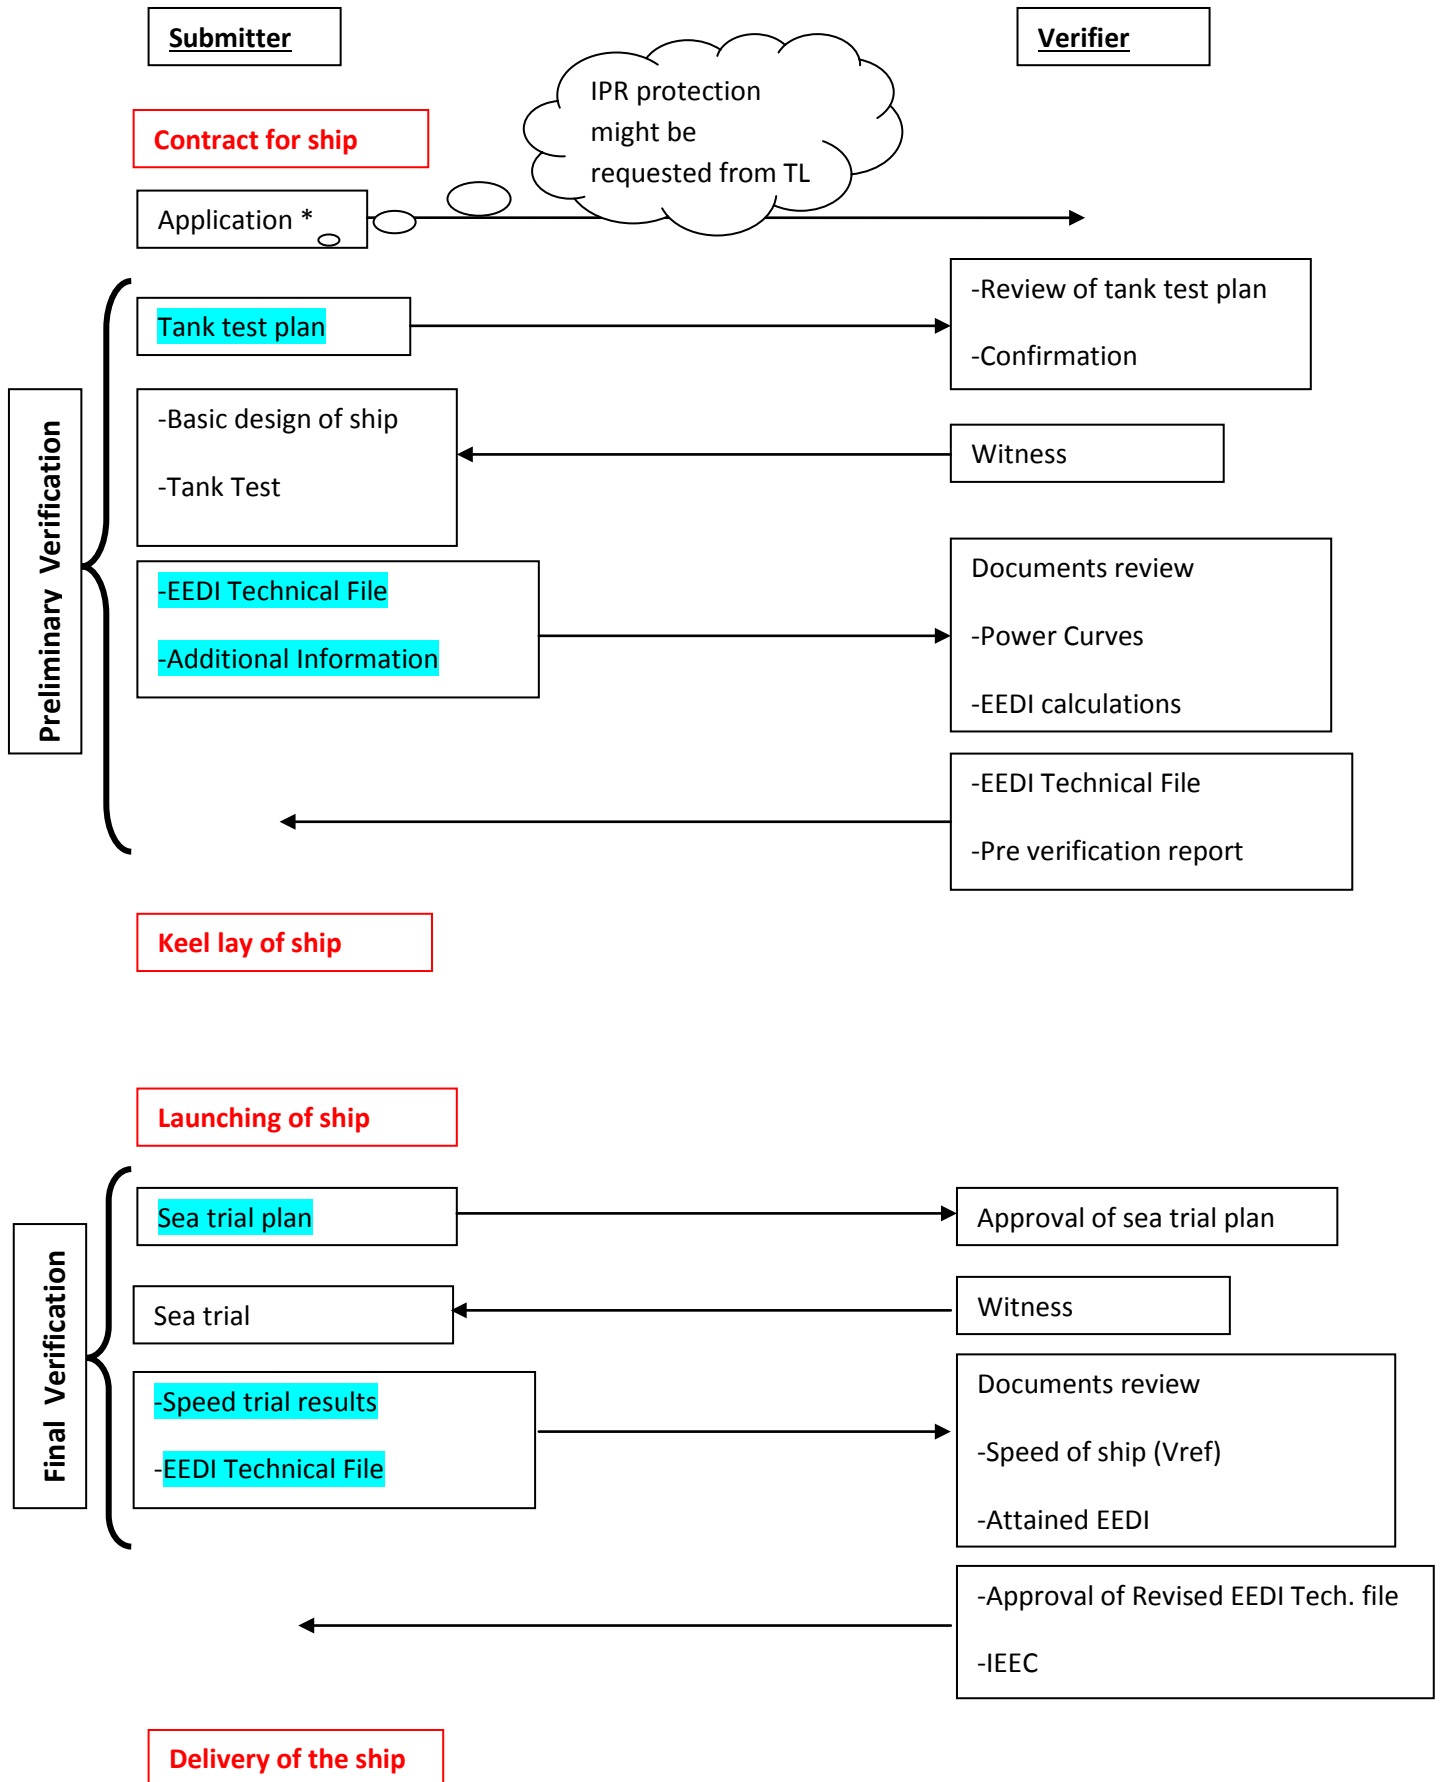 Submitter
Verifier
IPR protection
might be
requested from TL
Contract for ship
Application *
-Review of tank test plan
-Confirmation
Tank test plan
Preliminary Verification
-Basic design of ship
-Tank Test
Witness
-EEDI Technical File
-Additional Information
Documents review
-Power Curves
-EEDI calculations
-EEDI Technical File
-Pre verification report
Keel lay of ship
Launching of ship
Final Verification
Sea trial plan
Approval of sea trial plan
Sea trial
Witness
-Speed trial results
-EEDI Technical File
Documents review
-Speed of ship (Vref)
-Attained EEDI
-Approval of Revised EEDI Tech. file
-IEEC
Delivery of the ship